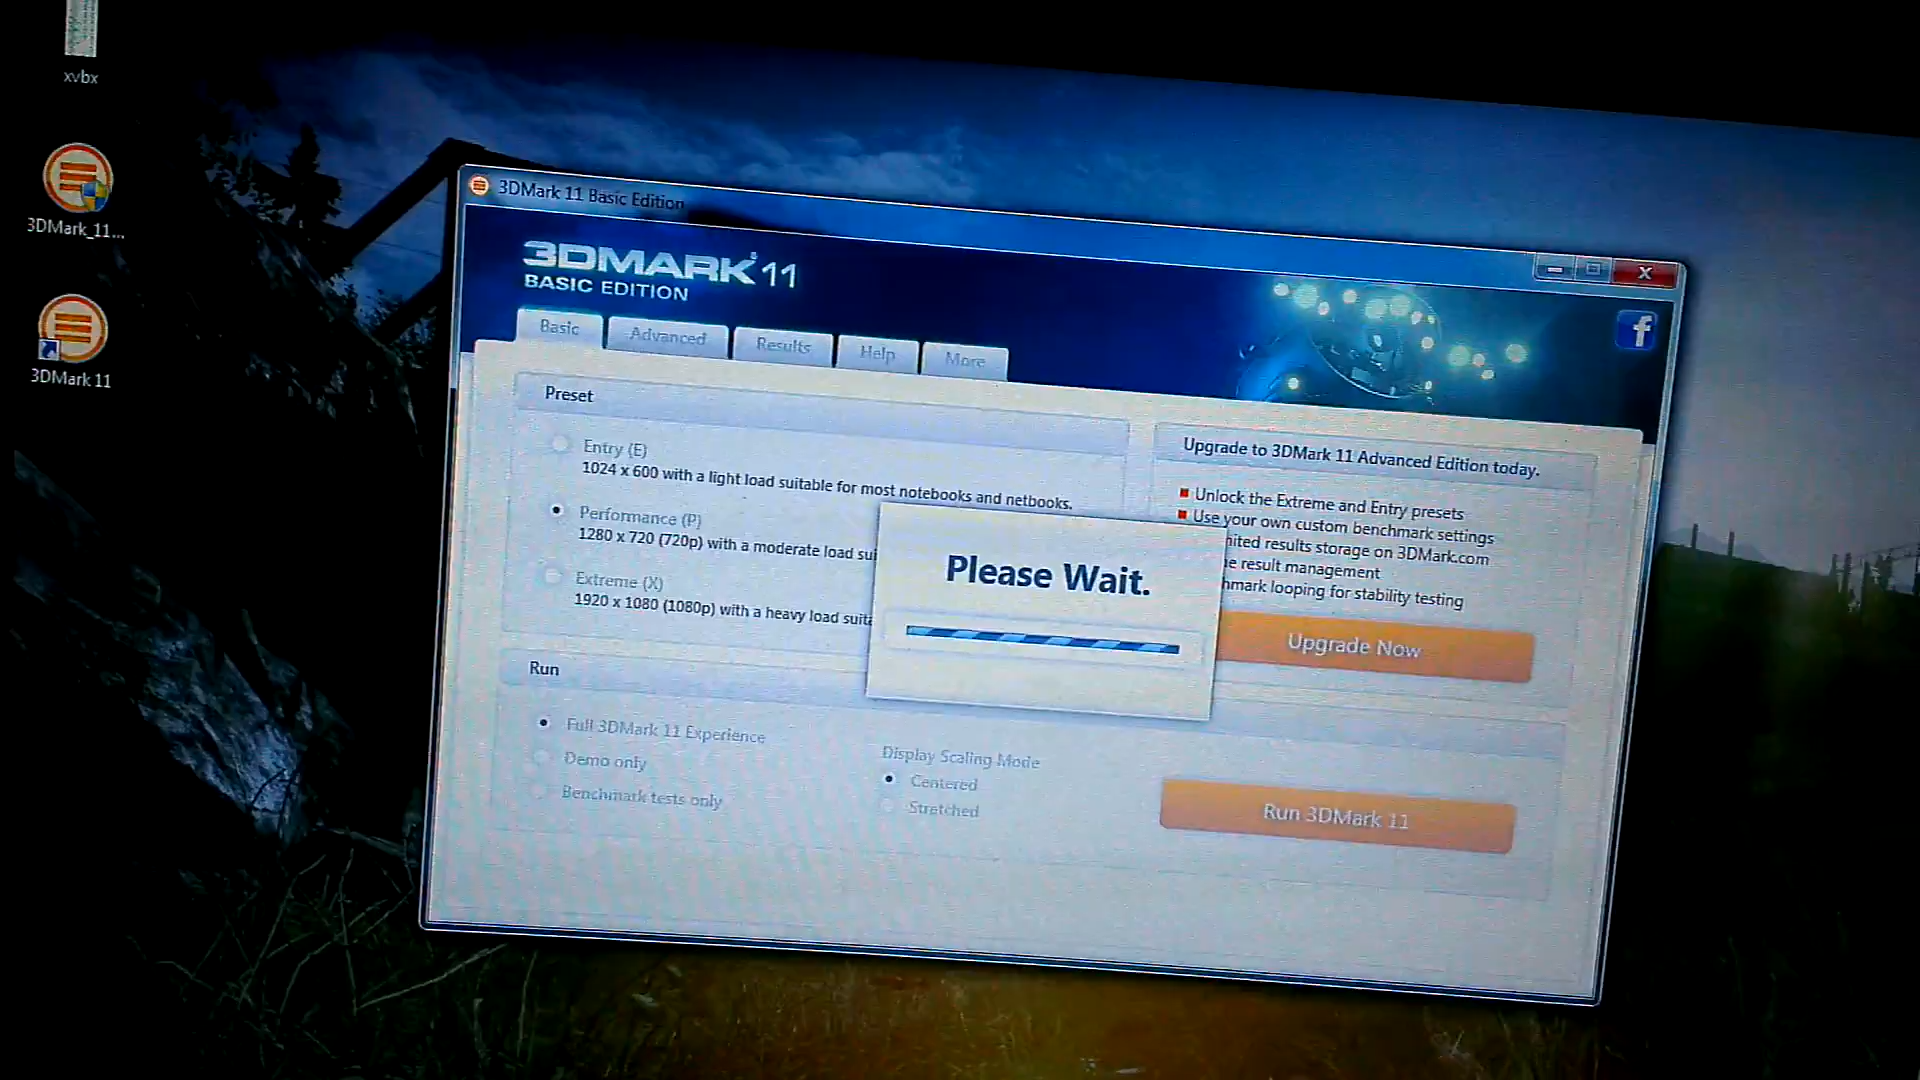 xvbx
3DMark_11...
3DMark 11
3DMark 11 Basic Edition
3DMARK 11
BASIC EDITION
Basic
Advanced
Results
Help
More
f
Preset
Entry (E)
1024 x 600 with a light load suitable for most notebooks and netbooks.
Performance (P)
1280 x 720 (720p) with a moderate load
Extreme (X)
1920 x 1080 (1080p) with a heavy load
Upgrade to 3DMark 11 Advanced Edition today.
Unlock the Extreme and Entry presets
Use your own custom benchmark settings
results storage on 3DMark.com
result management
looping for stability testing
Upgrade Now
Please Wait.
Run
Full 3DMark 11 Experience
Demo only
Benchmark tests only
Display Scaling Mode
Centered
Stretched
Run 3DMark 11